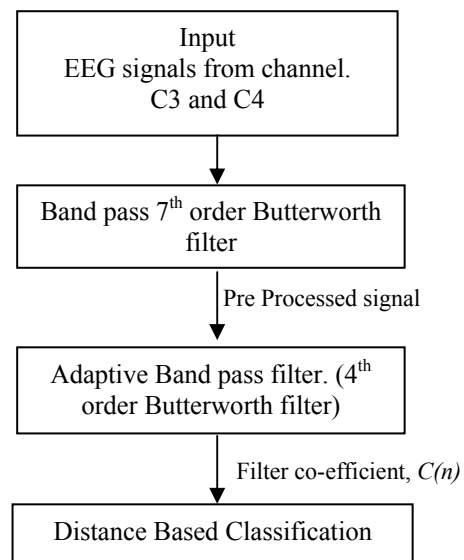 Input
EEG signals from channel.
C3 and C4
Band pass 7th order Butterworth
filter
Pre Processed signal
Adaptive Band pass filter. (4th
order Butterworth filter)
Filter co-efficient, C(n)
Distance Based Classification